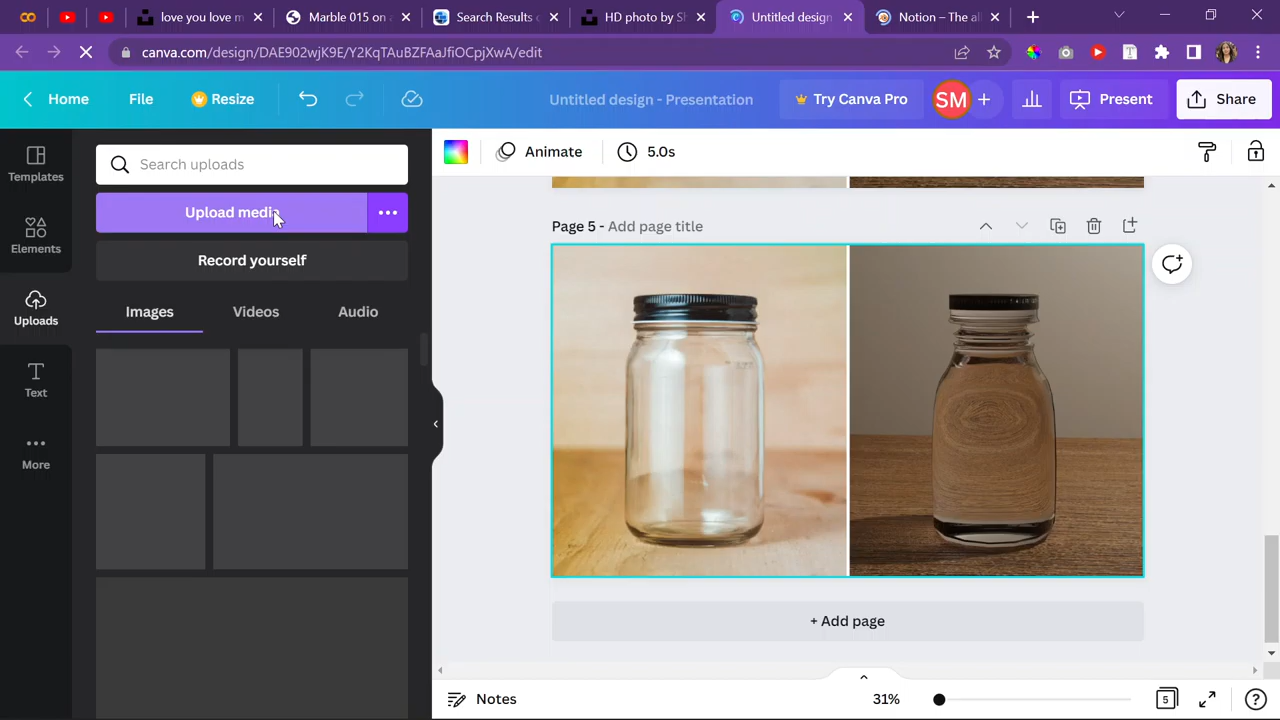 love you love m
Marble 015 on a
Search Results o
HD photo by Sh
Untitled design
Notion – The all
canva.com/design/DAE902wjK9E/Y2KqTAuBZFAaJfiOCpjXwA/edit
Home
File
Resize
Untitled design - Presentation
Try Canva Pro
SM
Present
Share
Templates
Elements
Uploads
Text
More
Search uploads
Upload media
Record yourself
Images
Videos
Audio
Animate
5.0s
Page 5 - Add page title
+ Add page
Notes
31%
5